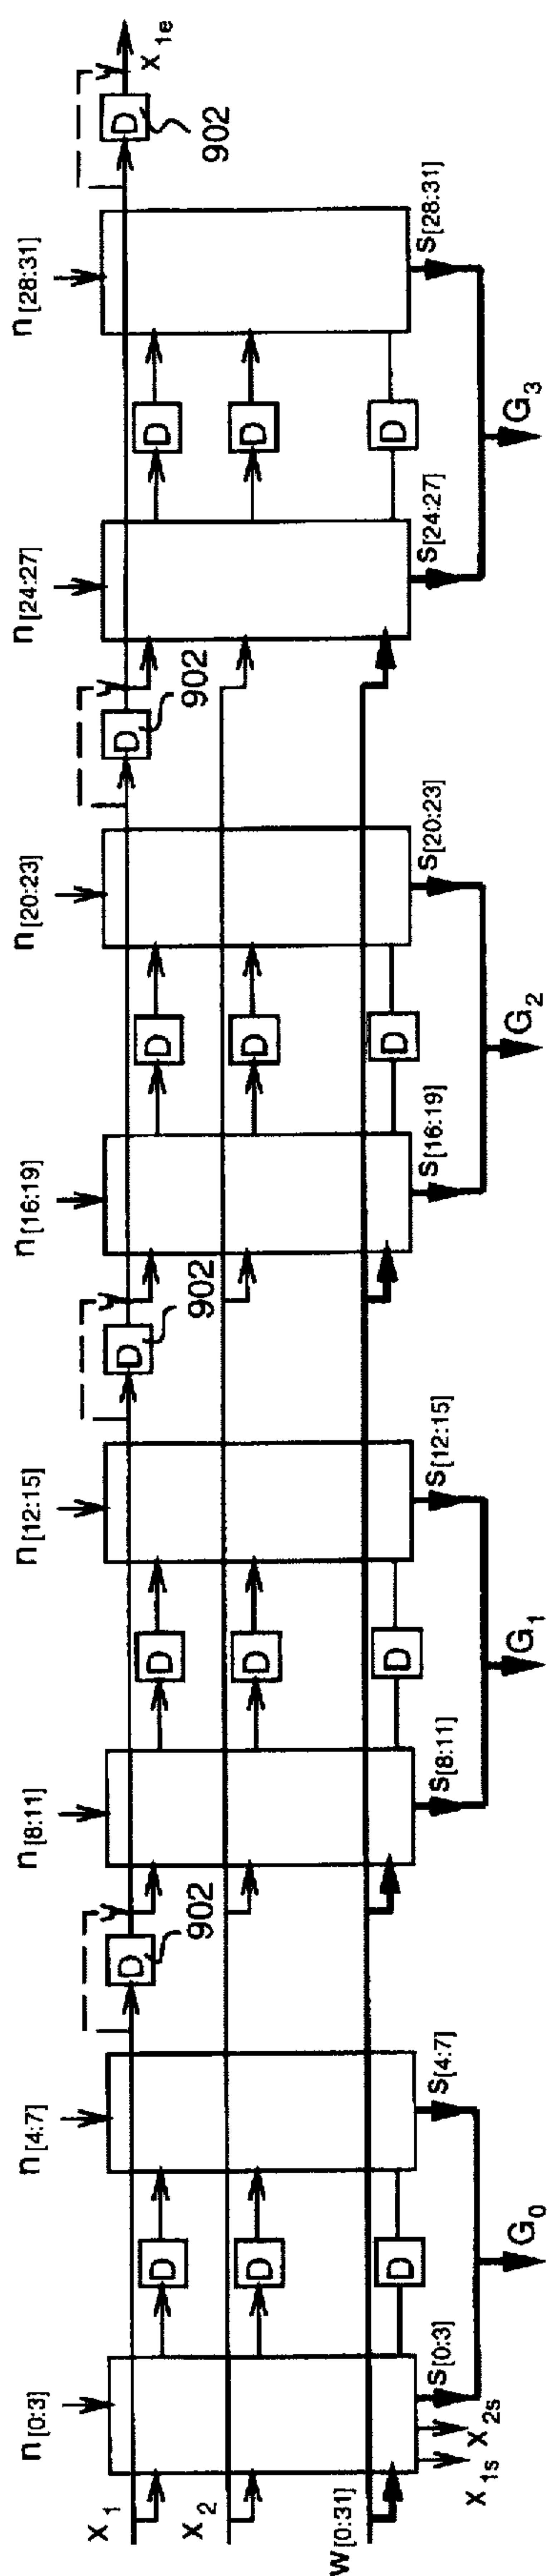 n[0:3] n[4:7] n[8:11] n[12:15] n[16:19] n[20:23] n[24:27] n[28:31]
x1 D D D D D x1e
902 902 902 902
D D D D
x2 D D D D
w[0:31] D D D D
x1s x2s s[0:3] s[4:7] s[8:11] s[12:15] s[16:19] s[20:23] s[24:27] s[28:31]
G0 G1 G2 G3